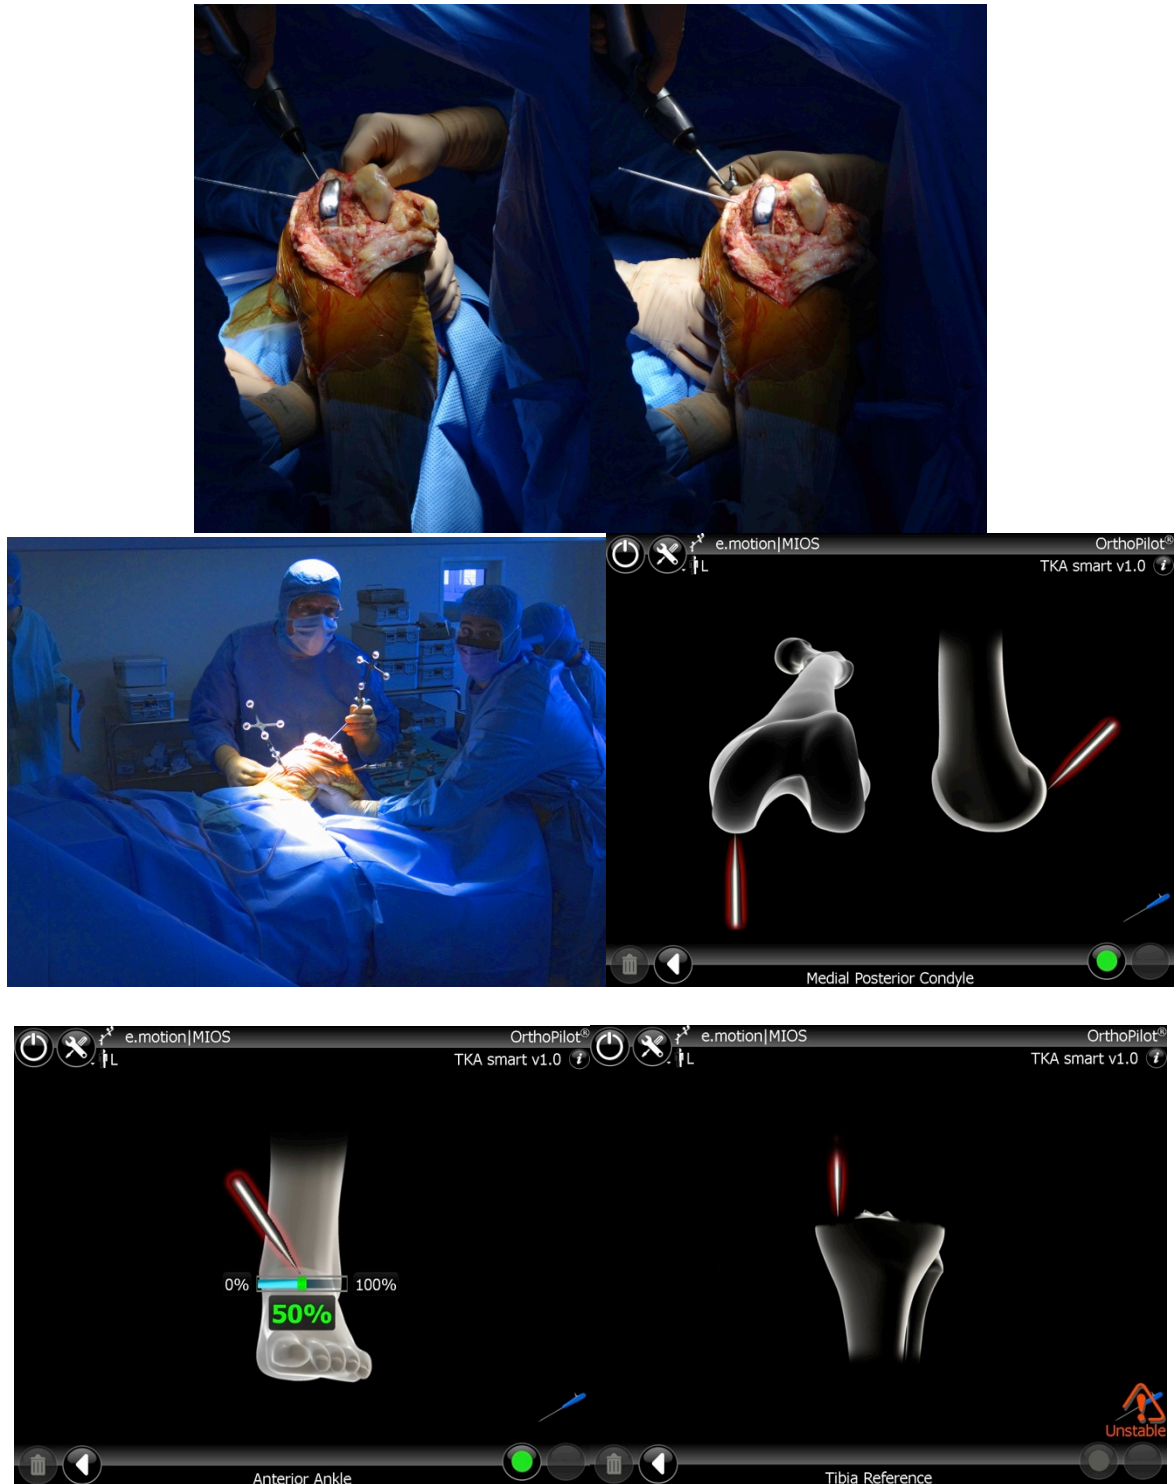 e.motion|MIOS OrthoPilot®
L TKA smart v1.0 i
Medial Posterior Condyle
e.motion|MIOS OrthoPilot®
L TKA smart v1.0 i
0% 100%
50%
Anterior Ankle
e.motion|MIOS OrthoPilot®
L TKA smart v1.0 i
Unstable
Tibia Reference